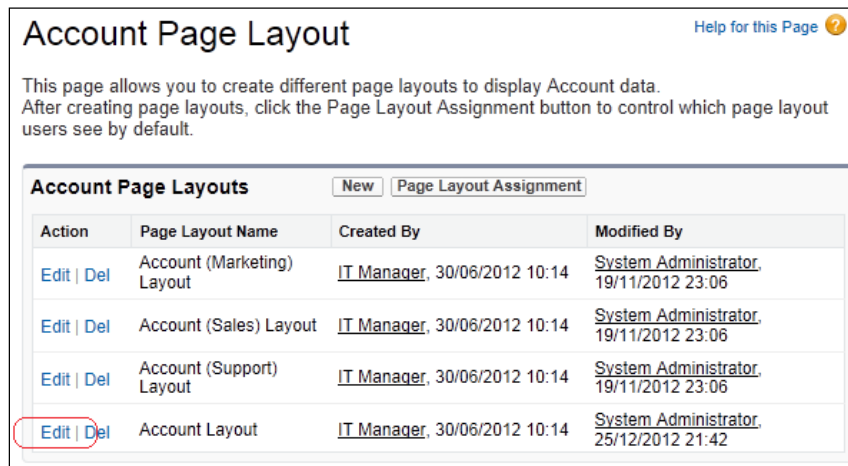 Account Page Layout
Help for this Page ?
This page allows you to create different page layouts to display Account data.
After creating page layouts, click the Page Layout Assignment button to control which page layout
users see by default.
Account Page Layouts New Page Layout Assignment
Action Page Layout Name Created By Modified By
Edit | Del Account (Marketing) Layout IT Manager, 30/06/2012 10:14 System Administrator, 19/11/2012 23:06
Edit | Del Account (Sales) Layout IT Manager, 30/06/2012 10:14 System Administrator, 19/11/2012 23:06
Edit | Del Account (Support) Layout IT Manager, 30/06/2012 10:14 System Administrator, 19/11/2012 23:06
Edit | Del Account Layout IT Manager, 30/06/2012 10:14 System Administrator, 25/12/2012 21:42